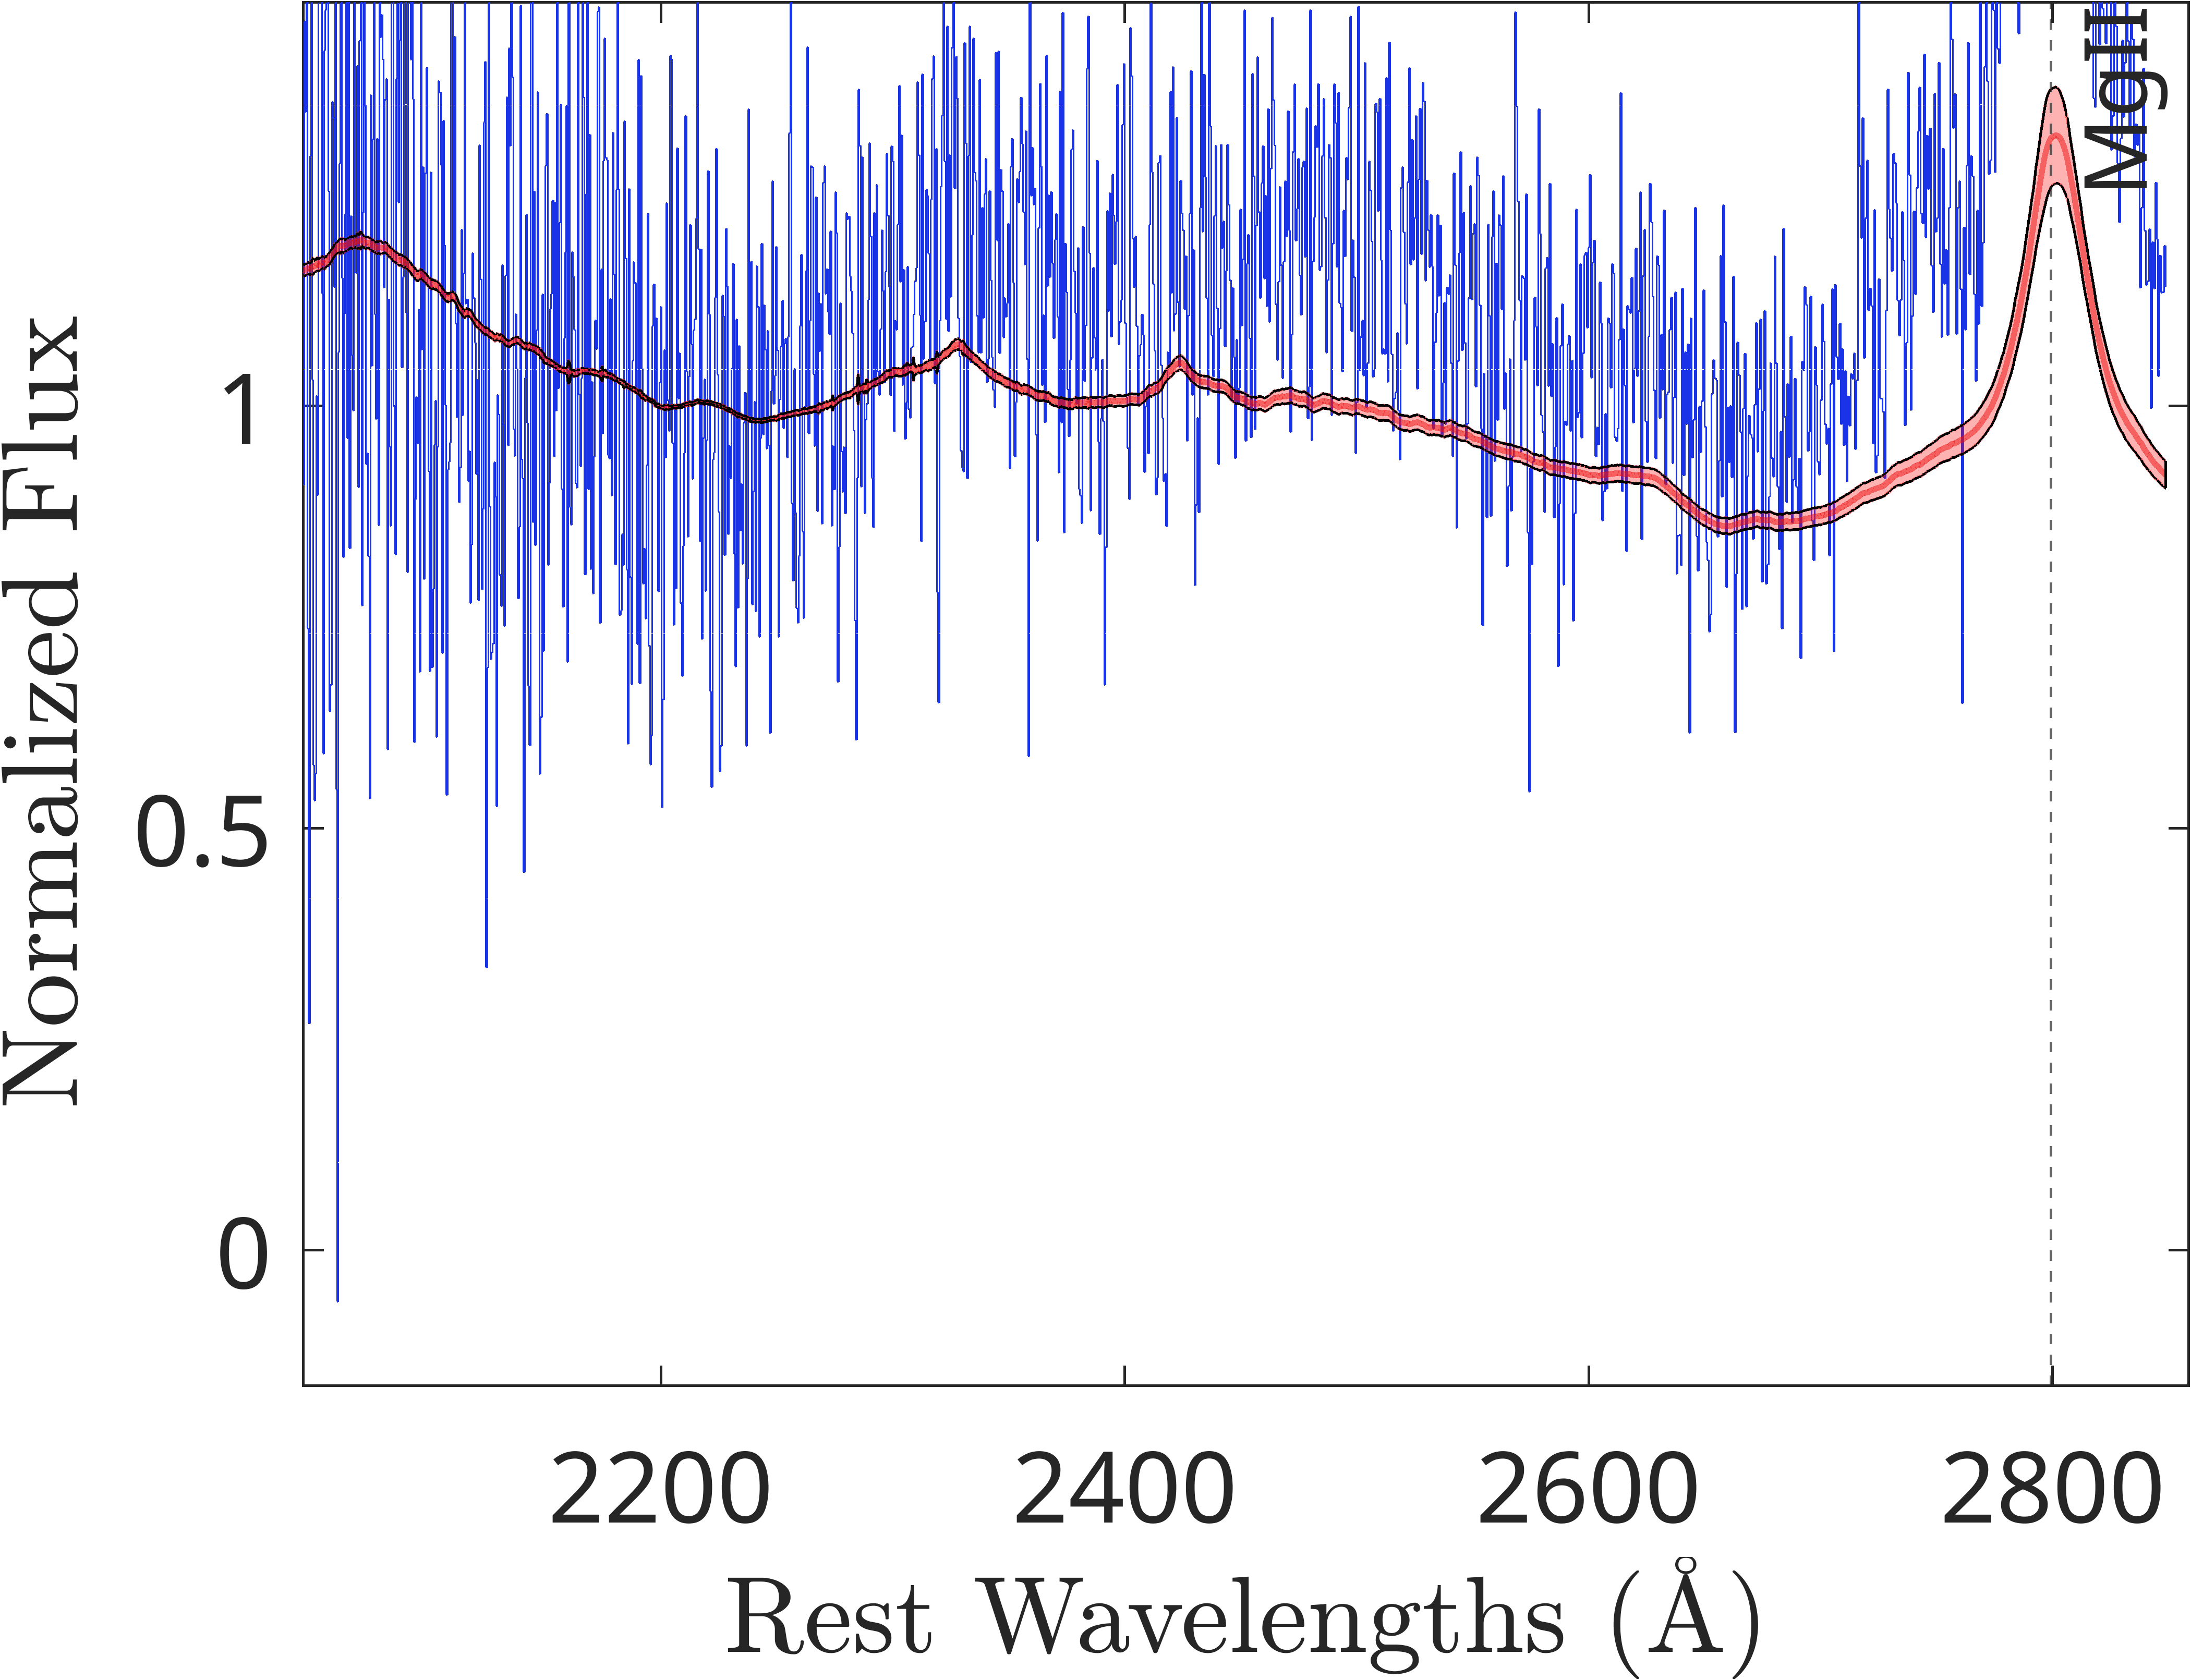 MgII
Normalized Flux
1
0.5
0
2200 2400 2600 2800
Rest Wavelengths (Å)